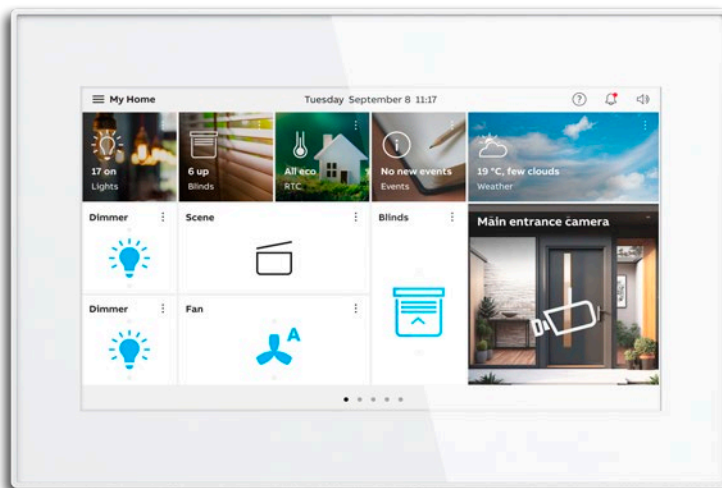 My Home
Tuesday September 8 11:17
17 on
Lights
6 up
Blinds
All eco
RTC
No new events
Events
19 °C, few clouds
Weather
Dimmer
Scene
Blinds
Main entrance camera
Dimmer
Fan
A